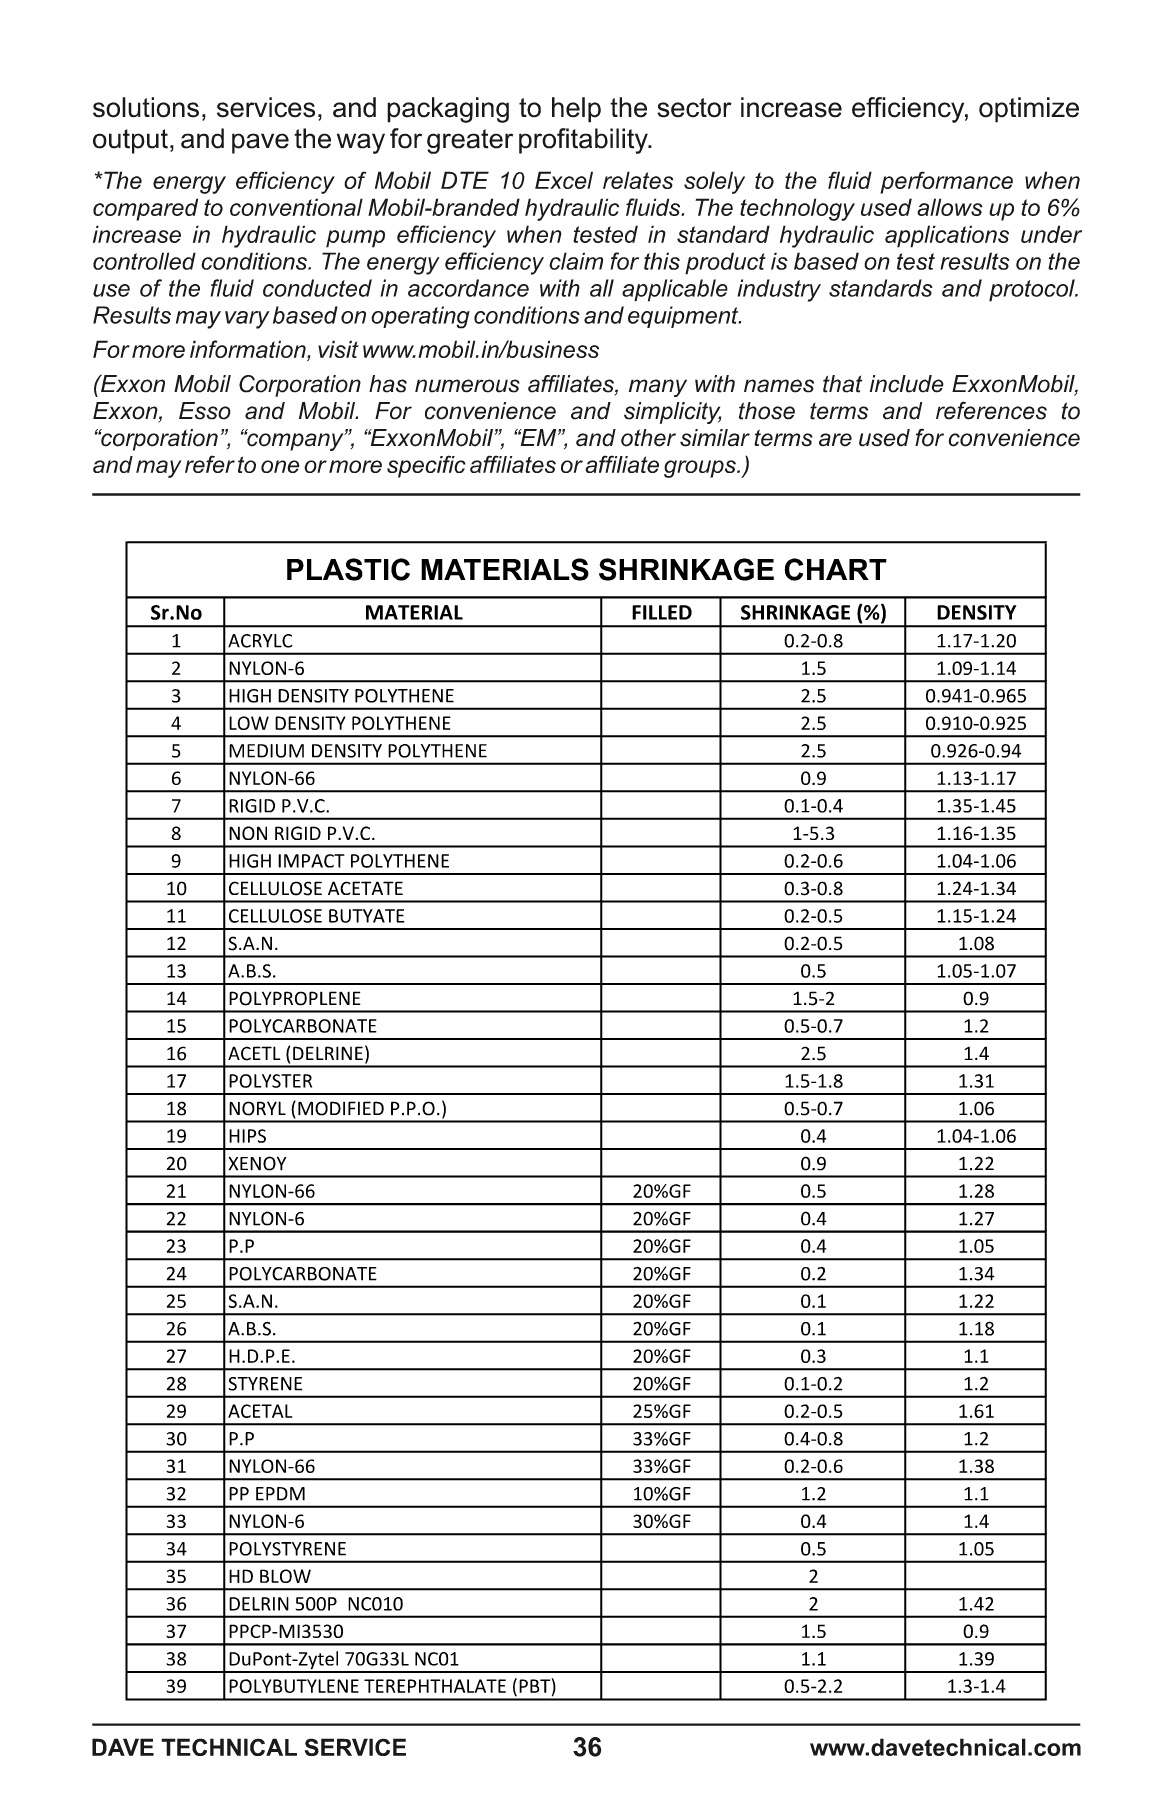 solutions, services, and packaging to help the sector increase efficiency, optimize
output, and pave the way for greater profitability.
*The energy efficiency of Mobil DTE 10 Excel relates solely to the fluid performance when
compared to conventional Mobil-branded hydraulic fluids. The technology used allows up to 6%
increase in hydraulic pump efficiency when tested in standard hydraulic applications under
controlled conditions. The energy efficiency claim for this product is based on test results on the
use of the fluid conducted in accordance with all applicable industry standards and protocol.
Results may vary based on operating conditions and equipment.
For more information, visit www.mobil.in/business
(Exxon Mobil Corporation has numerous affiliates, many with names that include ExxonMobil,
Exxon, Esso and Mobil. For convenience and simplicity, those terms and references to
“corporation”, “company”, “ExxonMobil”, “EM”, and other similar terms are used for convenience
and may refer to one or more specific affiliates or affiliate groups.)
PLASTIC MATERIALS SHRINKAGE CHART
Sr.No MATERIAL FILLED SHRINKAGE (%) DENSITY
1 ACRYLC 0.2-0.8 1.17-1.20
2 NYLON-6 1.5 1.09-1.14
3 HIGH DENSITY POLYTHENE 2.5 0.941-0.965
4 LOW DENSITY POLYTHENE 2.5 0.910-0.925
5 MEDIUM DENSITY POLYTHENE 2.5 0.926-0.94
6 NYLON-66 0.9 1.13-1.17
7 RIGID P.V.C. 0.1-0.4 1.35-1.45
8 NON RIGID P.V.C. 1-5.3 1.16-1.35
9 HIGH IMPACT POLYTHENE 0.2-0.6 1.04-1.06
10 CELLULOSE ACETATE 0.3-0.8 1.24-1.34
11 CELLULOSE BUTYATE 0.2-0.5 1.15-1.24
12 S.A.N. 0.2-0.5 1.08
13 A.B.S. 0.5 1.05-1.07
14 POLYPROPLENE 1.5-2 0.9
15 POLYCARBONATE 0.5-0.7 1.2
16 ACETL (DELRINE) 2.5 1.4
17 POLYSTER 1.5-1.8 1.31
18 NORYL (MODIFIED P.P.O.) 0.5-0.7 1.06
19 HIPS 0.4 1.04-1.06
20 XENOY 0.9 1.22
21 NYLON-66 20%GF 0.5 1.28
22 NYLON-6 20%GF 0.4 1.27
23 P.P 20%GF 0.4 1.05
24 POLYCARBONATE 20%GF 0.2 1.34
25 S.A.N. 20%GF 0.1 1.22
26 A.B.S. 20%GF 0.1 1.18
27 H.D.P.E. 20%GF 0.3 1.1
28 STYRENE 20%GF 0.1-0.2 1.2
29 ACETAL 25%GF 0.2-0.5 1.61
30 P.P 33%GF 0.4-0.8 1.2
31 NYLON-66 33%GF 0.2-0.6 1.38
32 PP EPDM 10%GF 1.2 1.1
33 NYLON-6 30%GF 0.4 1.4
34 POLYSTYRENE 0.5 1.05
35 HD BLOW 2
36 DELRIN 500P NC010 2 1.42
37 PPCP-MI3530 1.5 0.9
38 DuPont-Zytel 70G33L NC01 1.1 1.39
39 POLYBUTYLENE TEREPHTHALATE (PBT) 0.5-2.2 1.3-1.4
DAVE TECHNICAL SERVICE 36 www.davetechnical.com